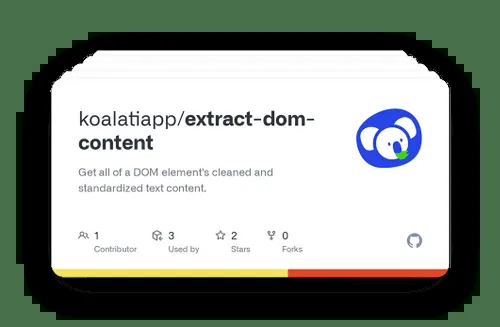 koalatiapp/extract-dom-
content
Get all of a DOM element's cleaned and
standardized text content.
1
Contributor
3
Used by
2
Stars
0
Forks